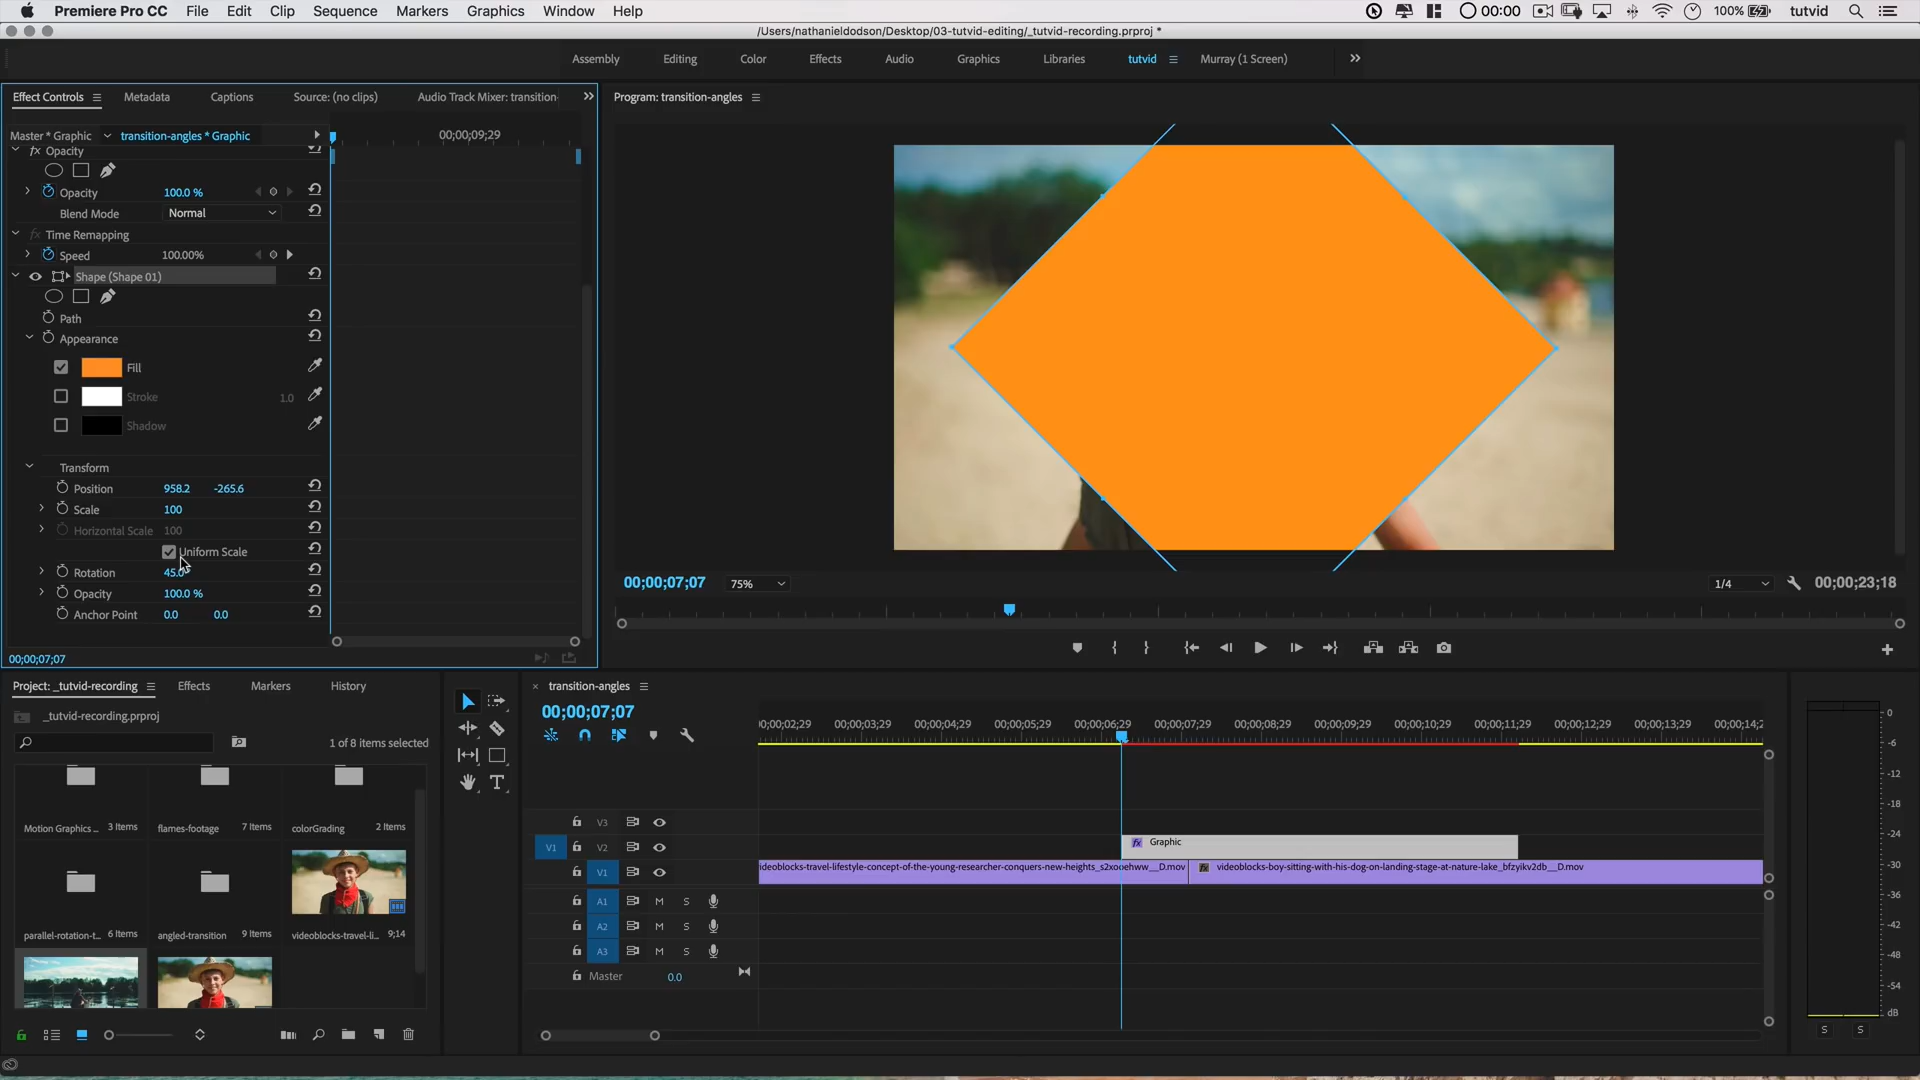 Premiere Pro CC File Edit Clip Sequence Markers Graphics Window Help 00:00 100% tutvid
/Users/nathanieldodson/Desktop/03-tutvid-editing/_tutvid-recording.prproj *
Assembly Editing Color Effects Audio Graphics Libraries tutvid Murray (1 Screen)
Effect Controls Metadata Captions Source: (no clips) Audio Track Mixer: transition
Program: transition-angles
Master * Graphic transition-angles * Graphic 00;00;09;29
fx Opacity
Opacity 100.0 %
Blend Mode Normal
fx Time Remapping
Speed 100.00%
Shape (Shape 01)
Path
Appearance
Fill
Stroke 1.0
Shadow
Transform
Position 958.2 -265.6
Scale 100
Horizontal Scale 100
Uniform Scale
Rotation 45.0
Opacity 100.0 %
Anchor Point 0.0 0.0
00;00;07;07
00;00;07;07 75% 1/4 00;00;23;18
Project: _tutvid-recording Effects Markers History
_tutvid-recording.prproj
1 of 8 items selected
Motion Graphics ... 3 Items flames-footage 7 Items colorGrading 2 Items
parallel-rotation-t... 6 Items angled-transition 9 Items videoblocks-travel-li... 9;14
T
× transition-angles
00;00;07;07
00;00;02;29 00;00;03;29 00;00;04;29 00;00;05;29 00;00;06;29 00;00;07;29 00;00;08;29 00;00;09;29 00;00;10;29 00;00;11;29 00;00;12;29 00;00;13;29 00;00;14;2
V3
V1 V2 fx Graphic
V1 ideoblocks-travel-lifestyle-concept-of-the-young-researcher-conquers-new-heights_s2xooehww__D.mov fx videoblocks-boy-sitting-with-his-dog-on-landing-stage-at-nature-lake_bfzyikv2db__D.mov
A1 M S
A2 M S
A3 M S
Master 0.0
0
-6
-12
-18
-24
-30
-36
-42
-48
-54
dB
S S